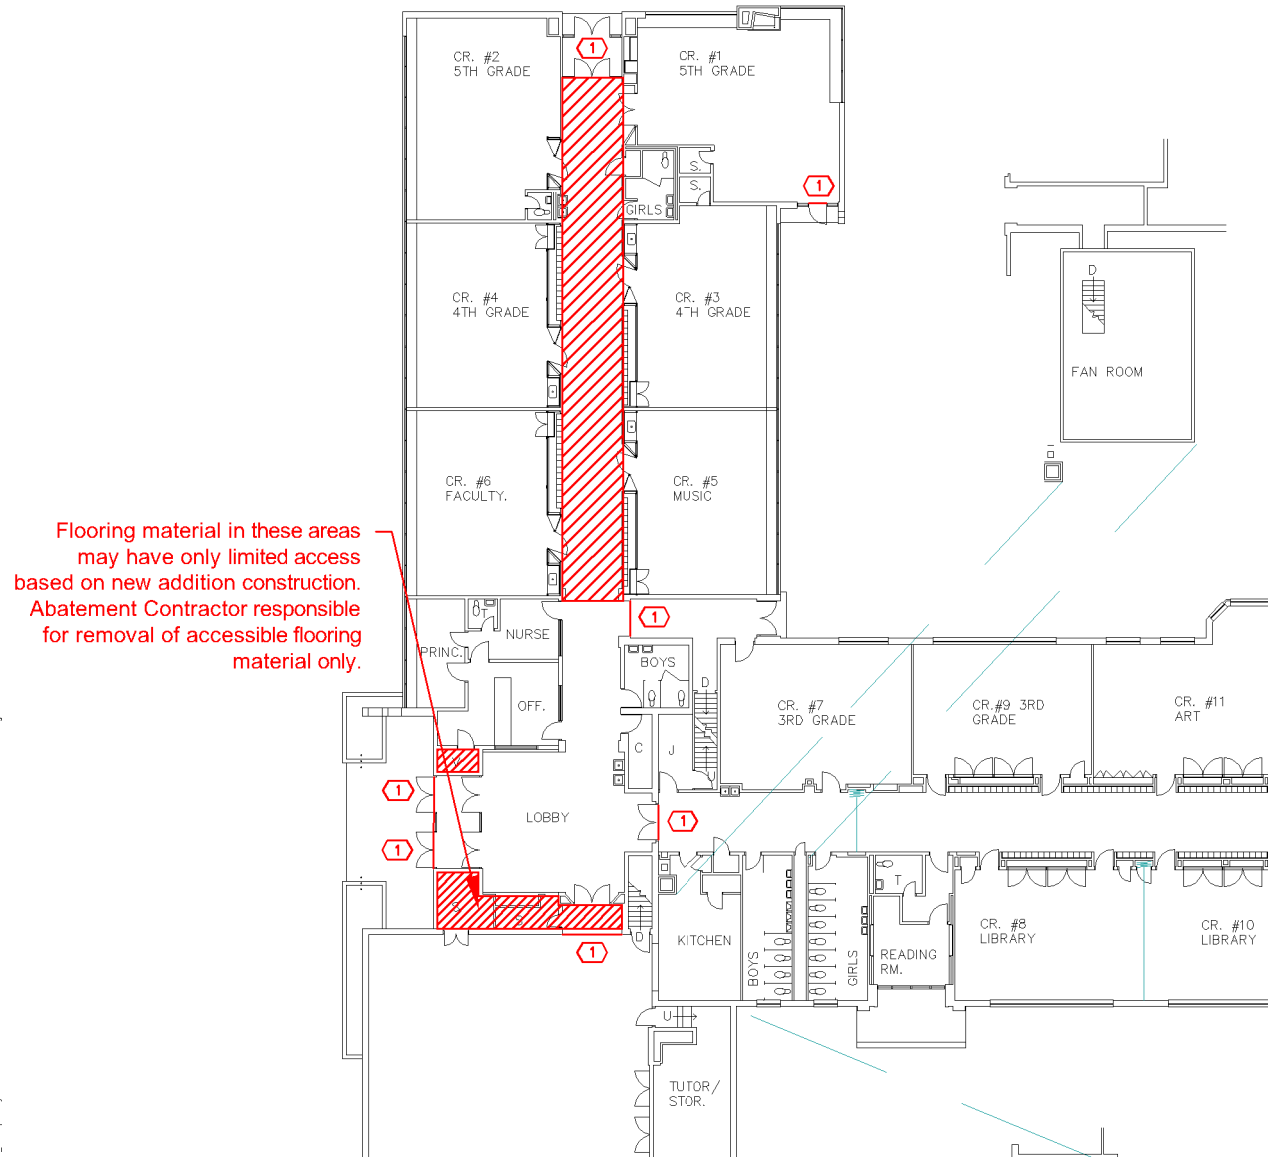 1
CR. #2
5TH GRADE
CR. #1
5TH GRADE
S.
S.
1
GIRLS
CR. #4
4TH GRADE
CR. #3
4TH GRADE
D
FAN ROOM
CR. #6
FACULTY.
CR. #5
MUSIC
Flooring material in these areas
may have only limited access
based on new addition construction.
Abatement Contractor responsible
for removal of accessible flooring
material only.
T
NURSE
1
PRINC.
BOYS
D
OFF.
CR. #7
3RD GRADE
CR.#9 3RD
GRADE
CR. #11
ART
C
J
U
V
1
LOBBY
1
1
T
S
S
D
KITCHEN
BOYS
GIRLS
READING
RM.
CR. #8
LIBRARY
CR. #10
LIBRARY
1
U
TUTOR/
STOR.